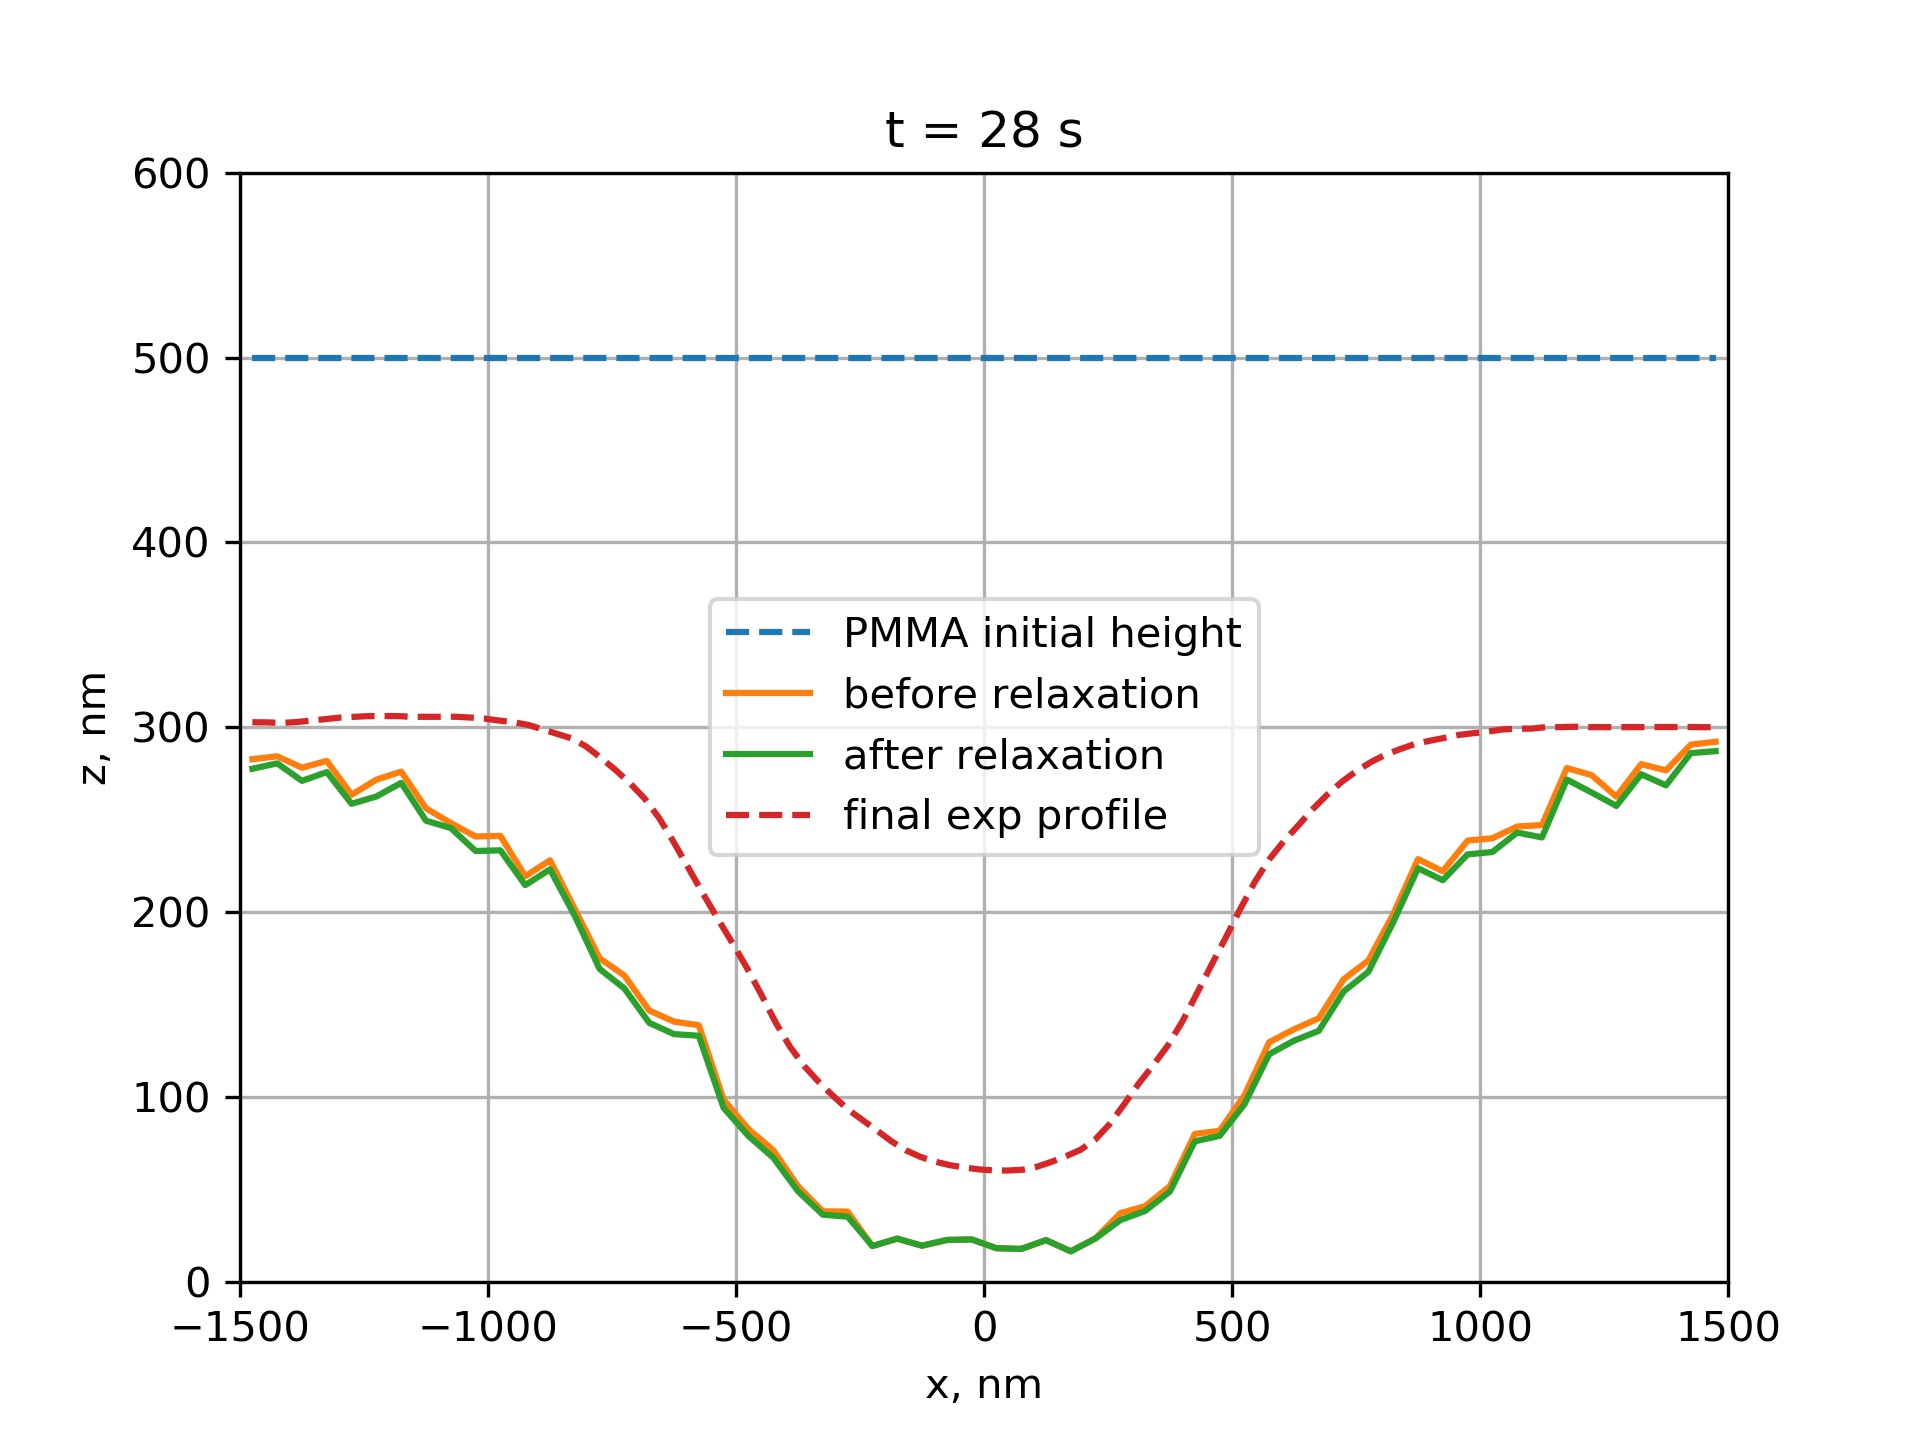 t = 28 s
600
500
400
300
200
100
0
z, nm
PMMA initial height
before relaxation
after relaxation
final exp profile
−1500 −1000 −500 0 500 1000 1500
x, nm